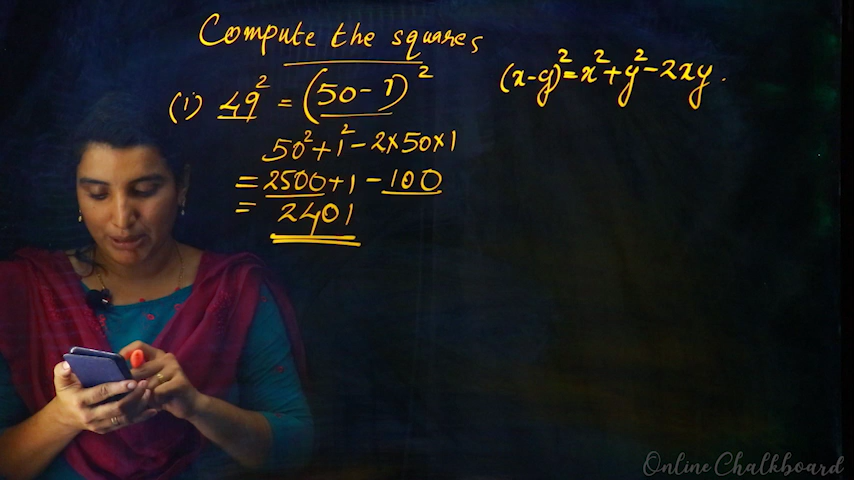 Compute the squares
(i) 49² = (50-1)²
50²+1²-2×50×1
= 2500+1-100
= 2401
(x-y)²=x²+y²-2xy.
Online Chalkboard